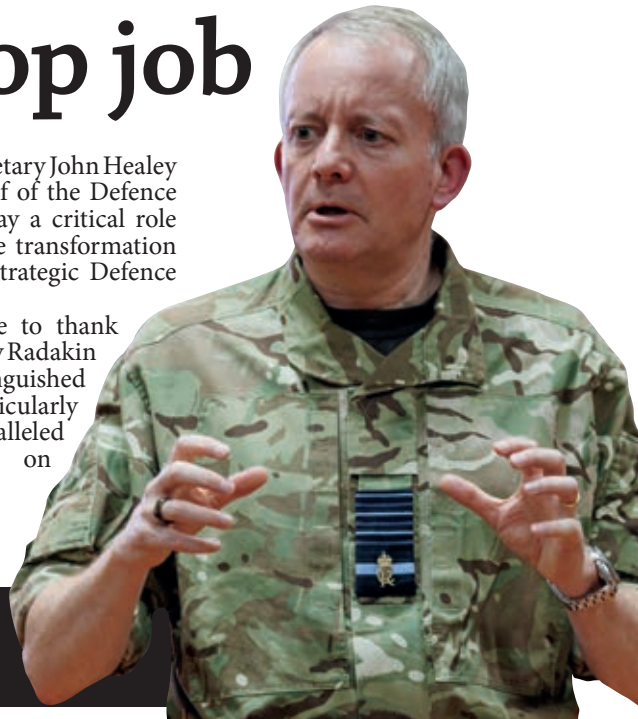 op job
etary John Healey
f of the Defence
ay a critical role
e transformation
trategic Defence
e to thank
y Radakin
nguished
icularly
alleled
on